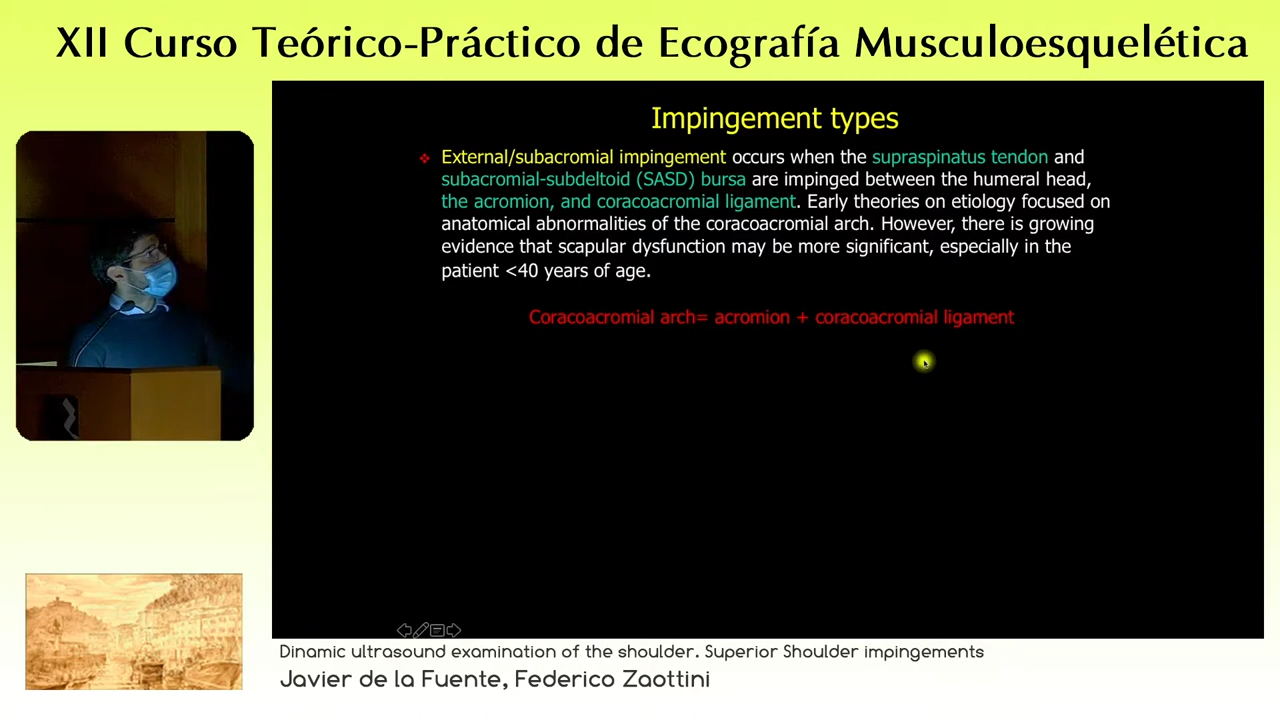 XII Curso Teórico-Práctico de Ecografía Musculoesquelética
Impingement types
External/subacromial impingement occurs when the supraspinatus tendon and
subacromial-subdeltoid (SASD) bursa are impinged between the humeral head,
the acromion, and coracoacromial ligament. Early theories on etiology focused on
anatomical abnormalities of the coracoacromial arch. However, there is growing
evidence that scapular dysfunction may be more significant, especially in the
patient <40 years of age.
Coracoacromial arch= acromion + coracoacromial ligament
Dinamic ultrasound examination of the shoulder. Superior Shoulder impingements
Javier de la Fuente, Federico Zaottini